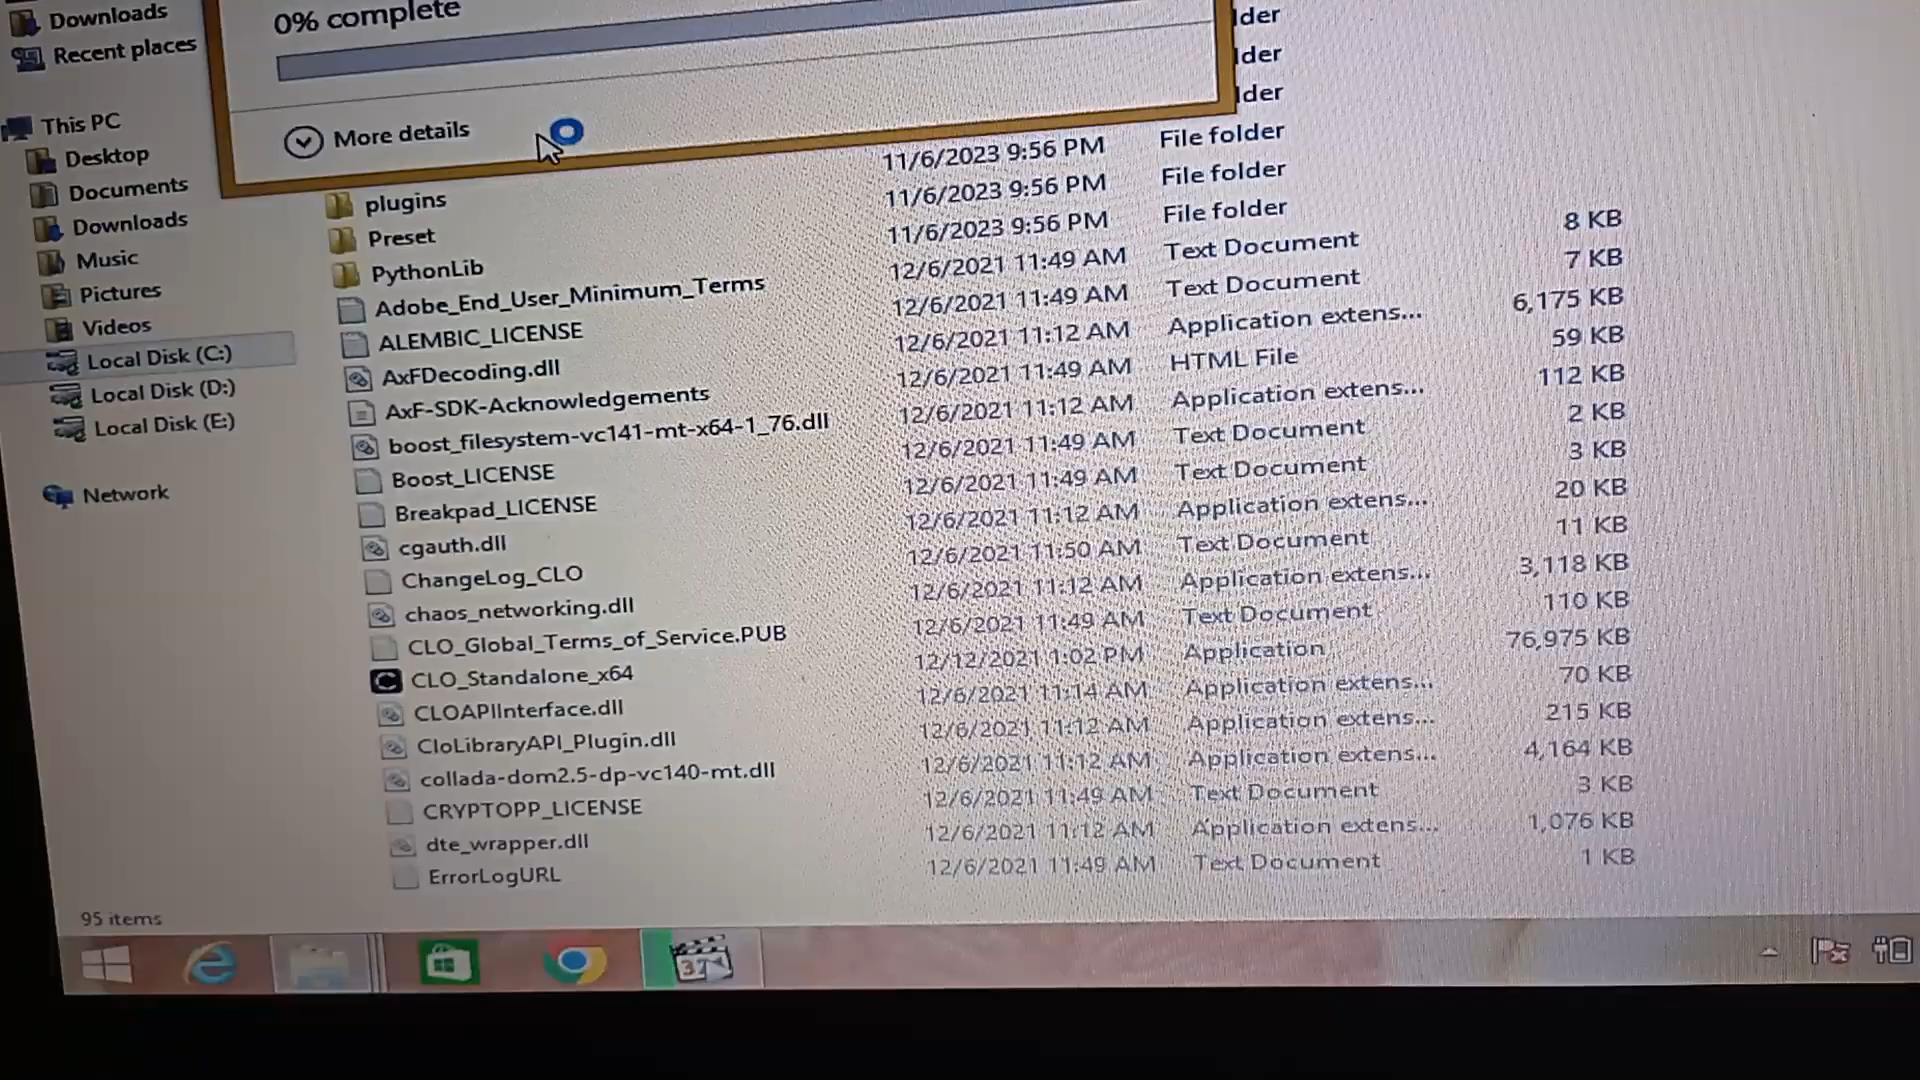 Downloads
Recent places
This PC
Desktop
Documents
Downloads
Music
Pictures
Videos
Local Disk (C:)
Local Disk (D:)
Local Disk (E:)
Network
0% complete
More details
lder
lder
lder
11/6/2023 9:56 PM File folder
plugins 11/6/2023 9:56 PM File folder
Preset 11/6/2023 9:56 PM File folder
PythonLib 12/6/2021 11:49 AM Text Document 8 KB
Adobe_End_User_Minimum_Terms 12/6/2021 11:49 AM Text Document 7 KB
ALEMBIC_LICENSE 12/6/2021 11:12 AM Application extens... 6,175 KB
AxFDecoding.dll 12/6/2021 11:49 AM HTML File 59 KB
AxF-SDK-Acknowledgements 12/6/2021 11:12 AM Application extens... 112 KB
boost_filesystem-vc141-mt-x64-1_76.dll 12/6/2021 11:49 AM Text Document 2 KB
Boost_LICENSE 12/6/2021 11:49 AM Text Document 3 KB
Breakpad_LICENSE 12/6/2021 11:12 AM Application extens... 20 KB
cgauth.dll 12/6/2021 11:50 AM Text Document 11 KB
ChangeLog_CLO 12/6/2021 11:12 AM Application extens... 3,118 KB
chaos_networking.dll 12/6/2021 11:49 AM Text Document 110 KB
CLO_Global_Terms_of_Service.PUB 12/12/2021 1:02 PM Application 76,975 KB
CLO_Standalone_x64 12/6/2021 11:14 AM Application extens... 70 KB
CLOAPIInterface.dll 12/6/2021 11:12 AM Application extens... 215 KB
CloLibraryAPI_Plugin.dll 12/6/2021 11:12 AM Application extens... 4,164 KB
collada-dom2.5-dp-vc140-mt.dll 12/6/2021 11:49 AM Text Document 3 KB
CRYPTOPP_LICENSE 12/6/2021 11:12 AM Application extens... 1,076 KB
dte_wrapper.dll 12/6/2021 11:49 AM Text Document 1 KB
ErrorLogURL
95 items